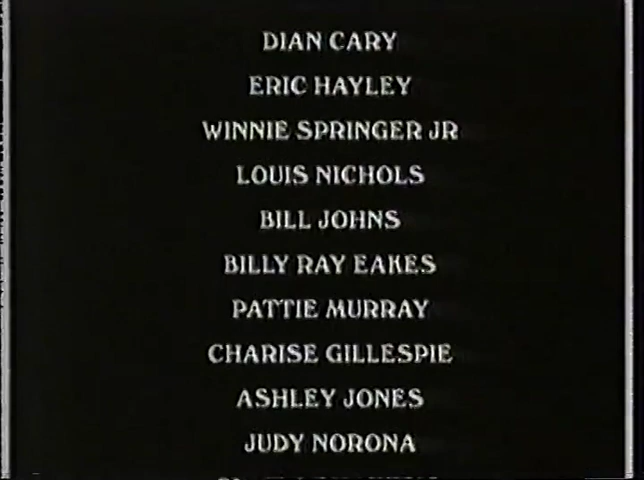 DIAN CARY
ERIC HAYLEY
WINNIE SPRINGER JR
LOUIS NICHOLS
BILL JOHNS
BILLY RAY EAKES
PATTIE MURRAY
CHARISE GILLESPIE
ASHLEY JONES
JUDY NORONA